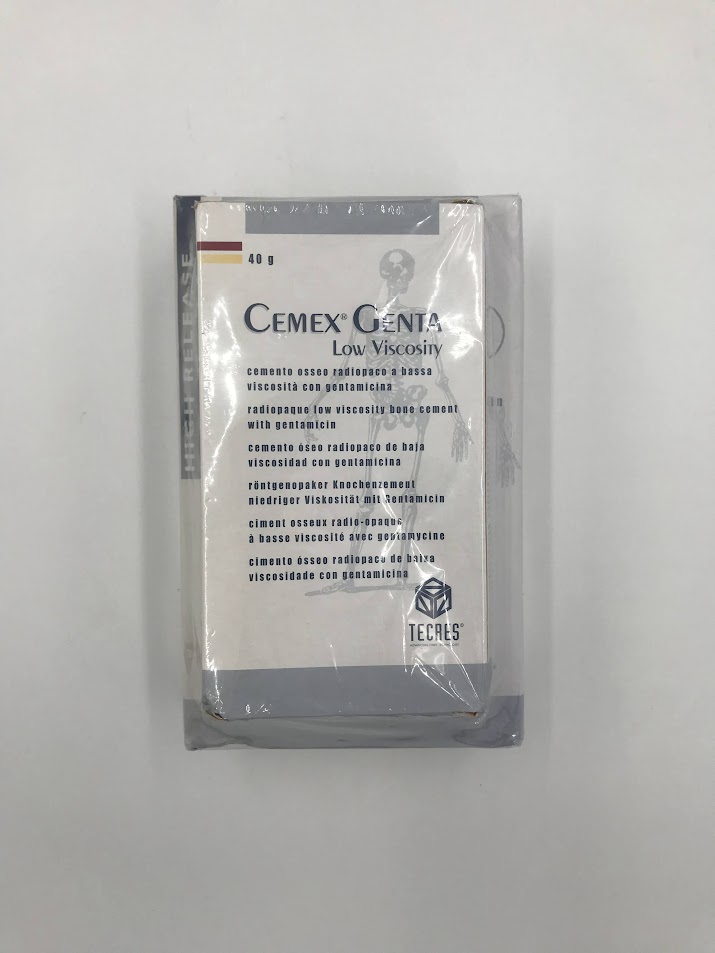 HIGH RELEASE
40 g
CEMEX® GENTA
LOW VISCOSITY
cemento osseo radiopaco a bassa
viscosità con gentamicina
radiopaque low viscosity bone cement
with gentamicin
cemento óseo radiopaco de baja
viscosidad con gentamicina
röntgenopaker Knochenzement
niedriger Viskosität mit Gentamicin
ciment osseux radio-opaque
à basse viscosité avec gentamycine
cimento ósseo radiopaco de baixa
viscosidade con gentamicina
TECRES®